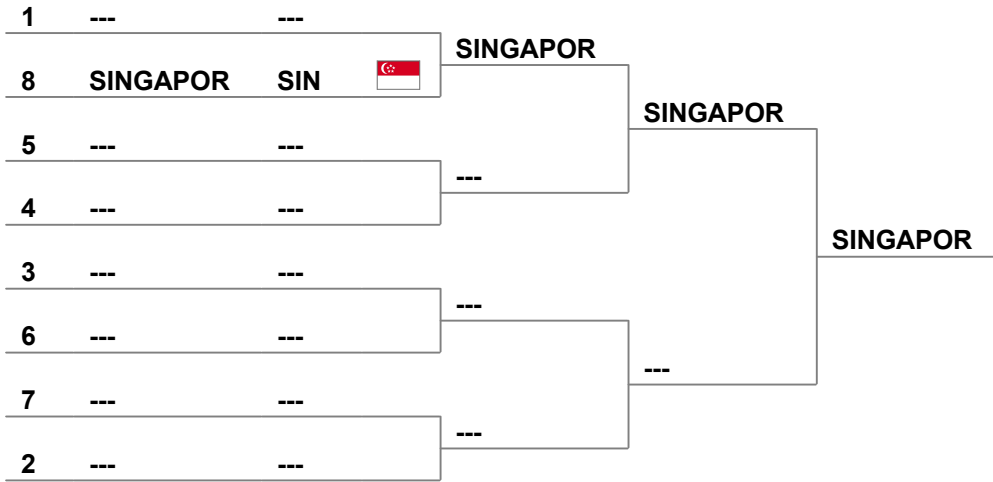 1 --- ---
SINGAPOR
8 SINGAPOR SIN
SINGAPOR
5 --- ---
---
4 --- ---
SINGAPOR
3 --- ---
---
6 --- ---
---
7 --- ---
---
2 --- ---